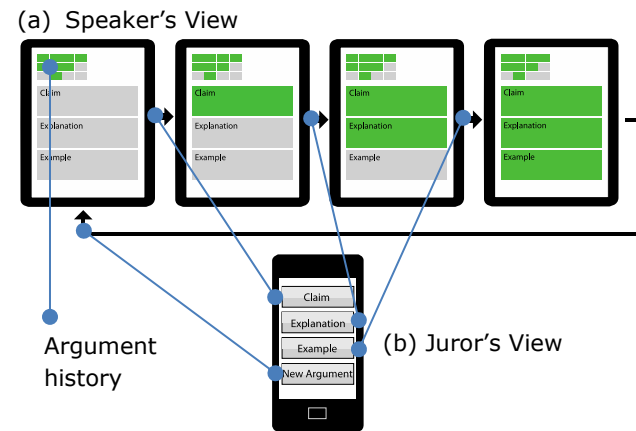 (a) Speaker's View
Claim
Explanation
Example
Claim
Explanation
Example
Claim
Explanation
Example
Claim
Explanation
Example
Claim
Explanation
Example
New Argument
(b) Juror's View
Argument
history